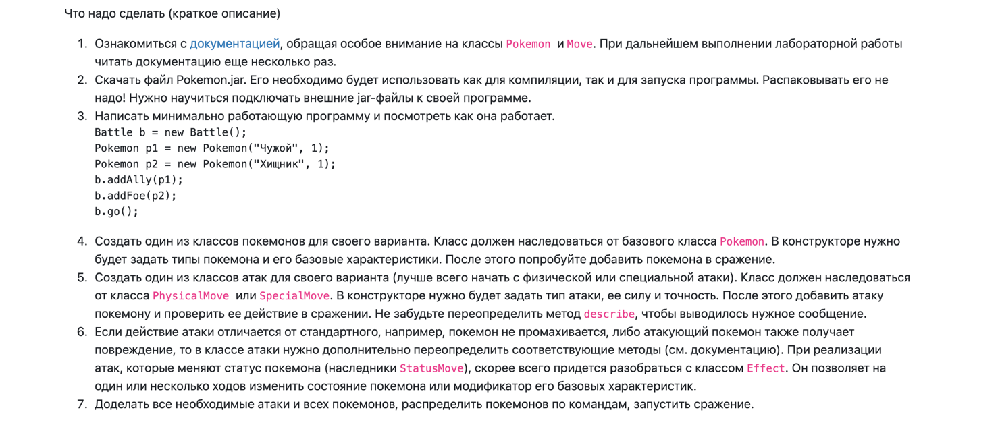 Что надо сделать (краткое описание)
1. Ознакомиться с документацией, обращая особое внимание на классы Pokemon и Move. При дальнейшем выполнении лабораторной работы
читать документацию еще несколько раз.
2. Скачать файл Pokemon.jar. Его необходимо будет использовать как для компиляции, так и для запуска программы. Распаковывать его не
надо! Нужно научиться подключать внешние jar-файлы к своей программе.
3. Написать минимально работающую программу и посмотреть как она работает.
Battle b = new Battle();
Pokemon p1 = new Pokemon("Чужой", 1);
Pokemon p2 = new Pokemon("Хищник", 1);
b.addAlly(p1);
b.addFoe(p2);
b.go();
4. Создать один из классов покемонов для своего варианта. Класс должен наследоваться от базового класса Pokemon. В конструкторе нужно
будет задать типы покемона и его базовые характеристики. После этого попробуйте добавить покемона в сражение.
5. Создать один из классов атак для своего варианта (лучше всего начать с физической или специальной атаки). Класс должен наследоваться
от класса PhysicalMove или SpecialMove. В конструкторе нужно будет задать тип атаки, ее силу и точность. После этого добавить атаку
покемону и проверить ее действие в сражении. Не забудьте переопределить метод describe, чтобы выводилось нужное сообщение.
6. Если действие атаки отличается от стандартного, например, покемон не промахивается, либо атакующий покемон также получает
повреждение, то в классе атаки нужно дополнительно переопределить соответствующие методы (см. документацию). При реализации
атак, которые меняют статус покемона (наследники StatusMove), скорее всего придется разобраться с классом Effect. Он позволяет на
один или несколько ходов изменить состояние покемона или модификатор его базовых характеристик.
7. Доделать все необходимые атаки и всех покемонов, распределить покемонов по командам, запустить сражение.